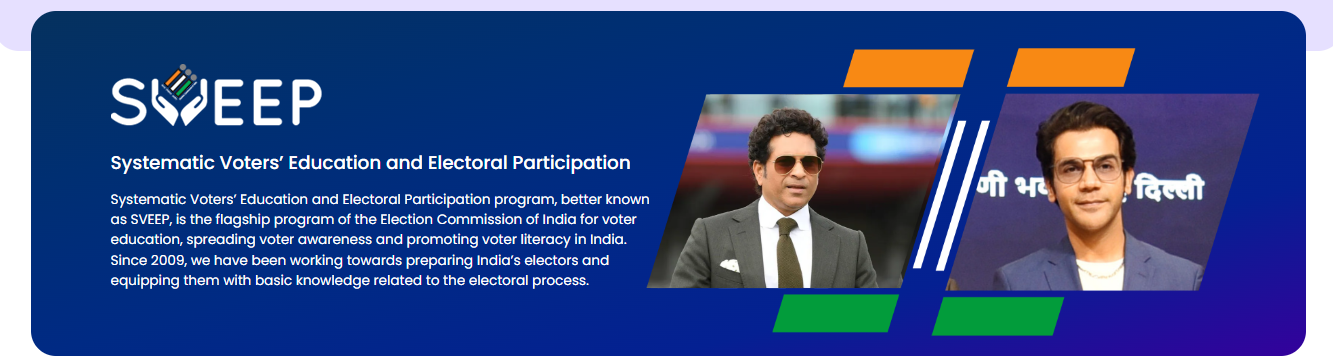 SWEEP
Systematic Voters' Education and Electoral Participation
Systematic Voters' Education and Electoral Participation program, better known
as SVEEP, is the flagship program of the Election Commission of India for voter
education, spreading voter awareness and promoting voter literacy in India.
Since 2009, we have been working towards preparing India's electors and
equipping them with basic knowledge related to the electoral process.
दिल्ली